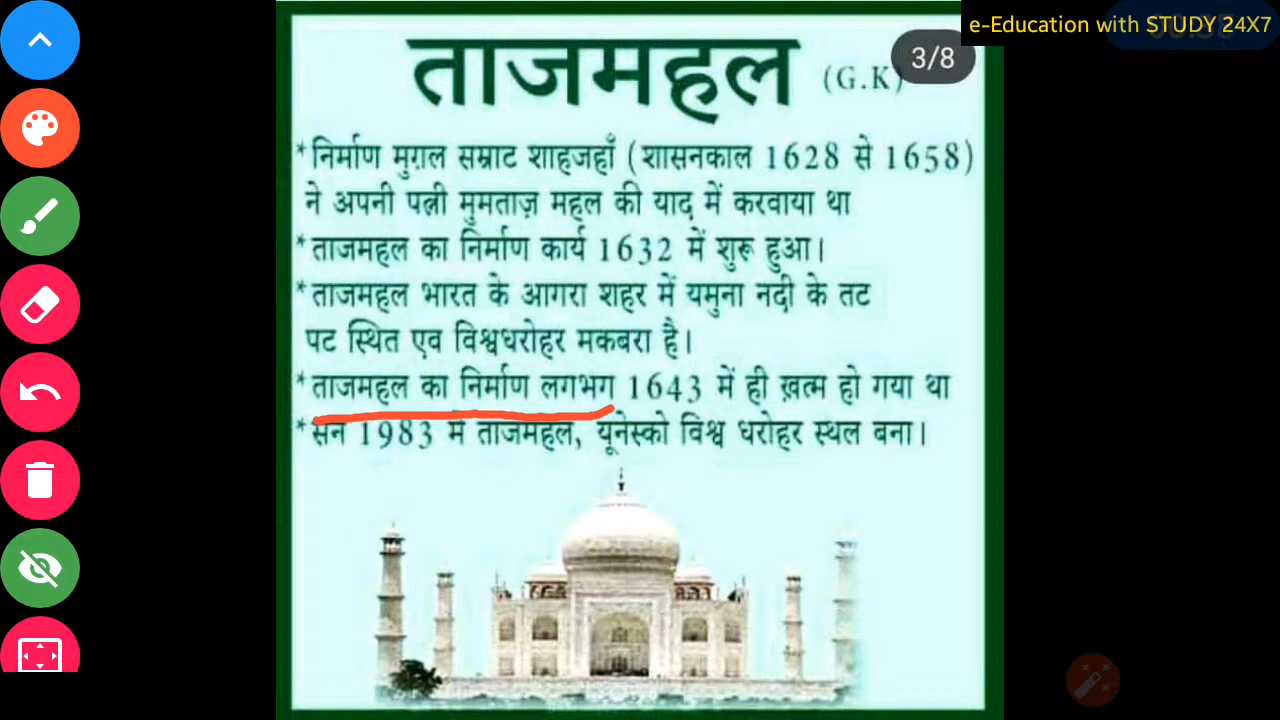 e-Education with STUDY 24X7
3/8
ताजमहल (G.K)
*निर्माण मुग़ल सम्राट शाहजहाँ (शासनकाल 1628 से 1658)
ने अपनी पत्नी मुमताज़ महल की याद में करवाया था
*ताजमहल का निर्माण कार्य 1632 में शुरू हुआ।
*ताजमहल भारत के आगरा शहर में यमुना नदी के तट
पट स्थित एव विश्वधरोहर मकबरा है।
*ताजमहल का निर्माण लगभग 1643 में ही ख़त्म हो गया था
*सन 1983 में ताजमहल, यूनेस्को विश्व धरोहर स्थल बना।